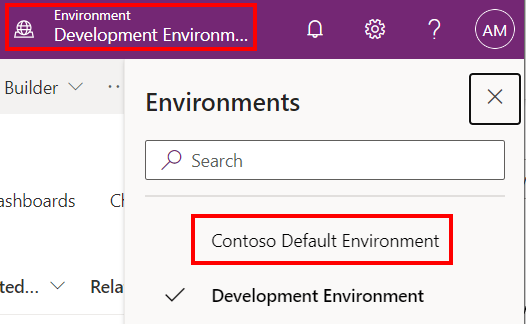 Environment
Development Environm...
AM
Builder
Environments
Search
ashboards
Ch
Contoso Default Environment
ted...
Rela
Development Environment